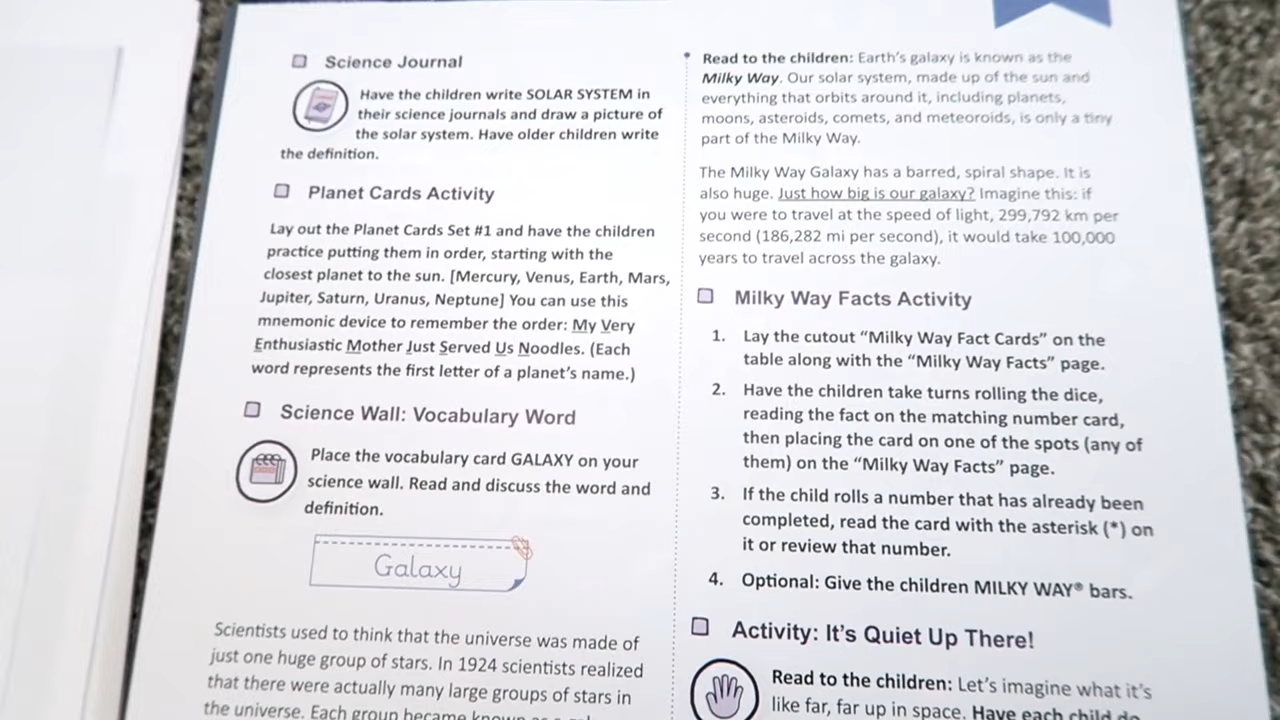 Science Journal
Have the children write SOLAR SYSTEM in
their science journals and draw a picture of
the solar system. Have older children write
the definition.
Planet Cards Activity
Lay out the Planet Cards Set #1 and have the children
practice putting them in order, starting with the
closest planet to the sun. [Mercury, Venus, Earth, Mars,
Jupiter, Saturn, Uranus, Neptune] You can use this
mnemonic device to remember the order: My Very
Enthusiastic Mother Just Served Us Noodles. (Each
word represents the first letter of a planet's name.)
Science Wall: Vocabulary Word
Place the vocabulary card GALAXY on your
science wall. Read and discuss the word and
definition.
Galaxy
Scientists used to think that the universe was made of
just one huge group of stars. In 1924 scientists realized
that there were actually many large groups of stars in
the universe. Each group became known as a
Read to the children: Earth's galaxy is known as the
Milky Way. Our solar system, made up of the sun and
everything that orbits around it, including planets,
moons, asteroids, comets, and meteoroids, is only a tiny
part of the Milky Way.
The Milky Way Galaxy has a barred, spiral shape. It is
also huge. Just how big is our galaxy? Imagine this: if
you were to travel at the speed of light, 299,792 km per
second (186,282 mi per second), it would take 100,000
years to travel across the galaxy.
Milky Way Facts Activity
1. Lay the cutout "Milky Way Fact Cards" on the
table along with the "Milky Way Facts" page.
2. Have the children take turns rolling the dice,
reading the fact on the matching number card,
then placing the card on one of the spots (any of
them) on the "Milky Way Facts" page.
3. If the child rolls a number that has already been
completed, read the card with the asterisk (*) on
it or review that number.
4. Optional: Give the children MILKY WAY® bars.
Activity: It's Quiet Up There!
Read to the children: Let's imagine what it's
like far, far up in space. Have each child do